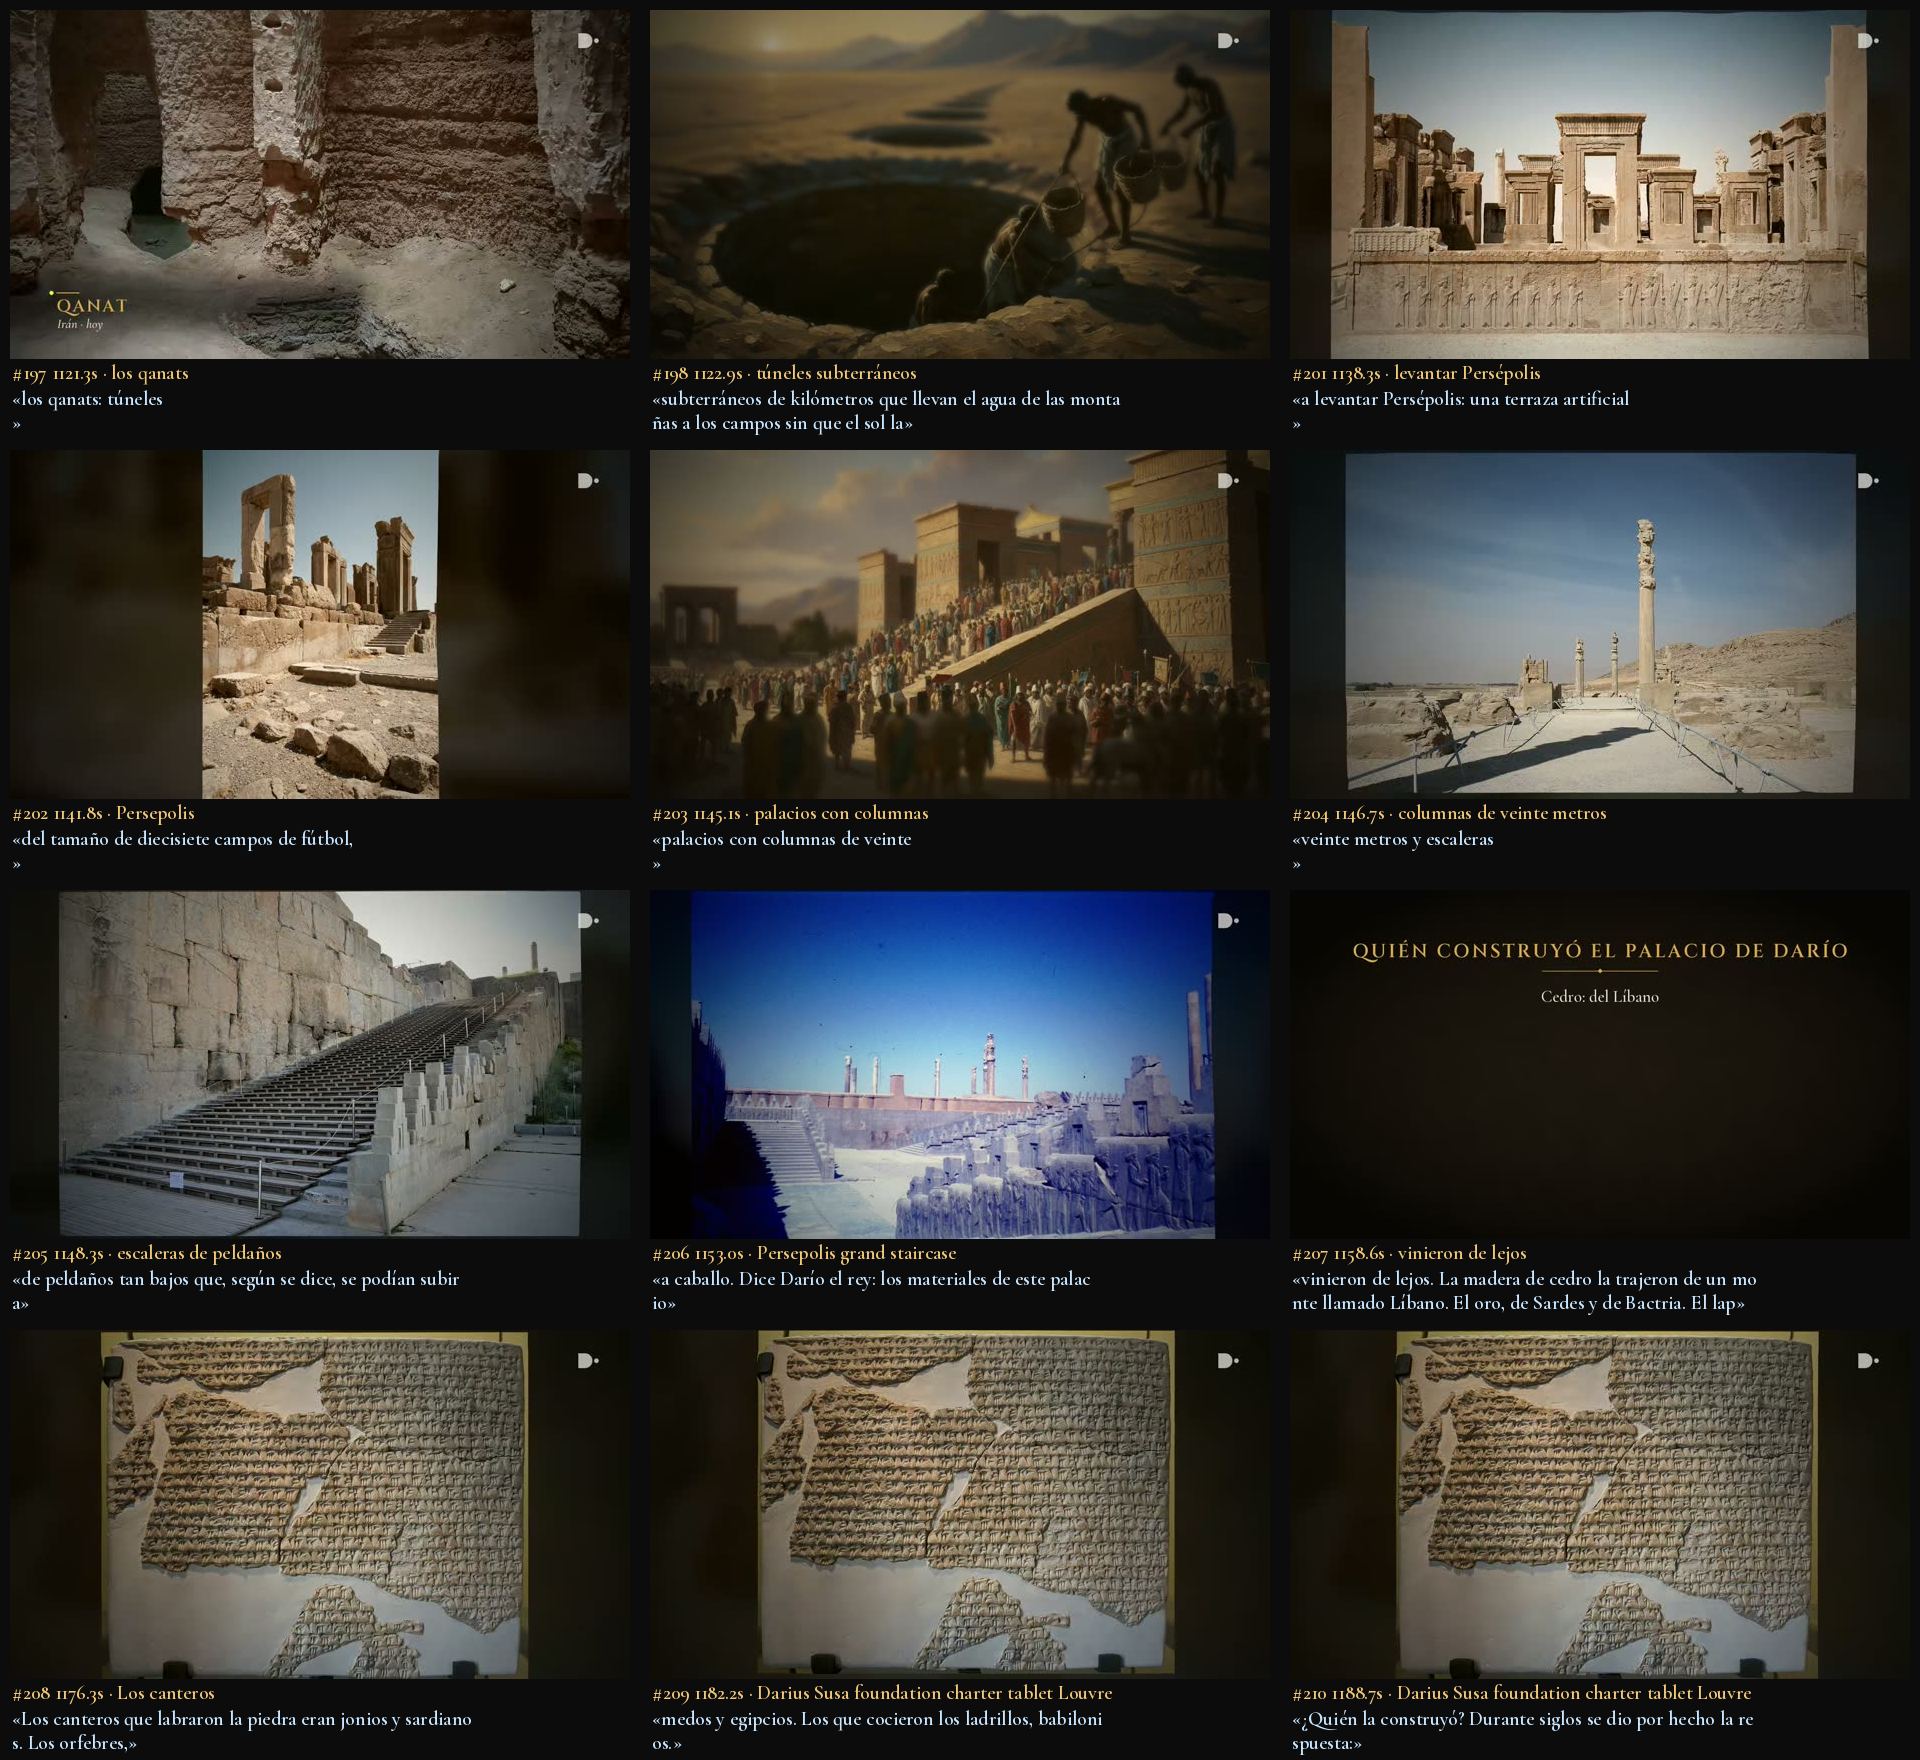 QANAT
Irán · hoy
#197 1121.3s · los qanats
«los qanats: túneles
»
#198 1122.9s · túneles subterráneos
«subterráneos de kilómetros que llevan el agua de las monta
ñas a los campos sin que el sol la»
#201 1138.3s · levantar Persépolis
«a levantar Persépolis: una terraza artificial
»
#202 1141.8s · Persepolis
«del tamaño de diecisiete campos de fútbol,
»
#203 1145.1s · palacios con columnas
«palacios con columnas de veinte
»
#204 1146.7s · columnas de veinte metros
«veinte metros y escaleras
»
#205 1148.3s · escaleras de peldaños
«de peldaños tan bajos que, según se dice, se podían subir
a»
#206 1153.0s · Persepolis grand staircase
«a caballo. Dice Darío el rey: los materiales de este palac
io»
QUIÉN CONSTRUYÓ EL PALACIO DE DARÍO
Cedro: del Líbano
#207 1158.6s · vinieron de lejos
«vinieron de lejos. La madera de cedro la trajeron de un mo
nte llamado Líbano. El oro, de Sardes y de Bactria. El lap»
#208 1176.3s · Los canteros
«Los canteros que labraron la piedra eran jonios y sardiano
s. Los orfebres,»
#209 1182.2s · Darius Susa foundation charter tablet Louvre
«medos y egipcios. Los que cocieron los ladrillos, babiloni
os.»
#210 1188.7s · Darius Susa foundation charter tablet Louvre
«¿Quién la construyó? Durante siglos se dio por hecho la re
spuesta:»